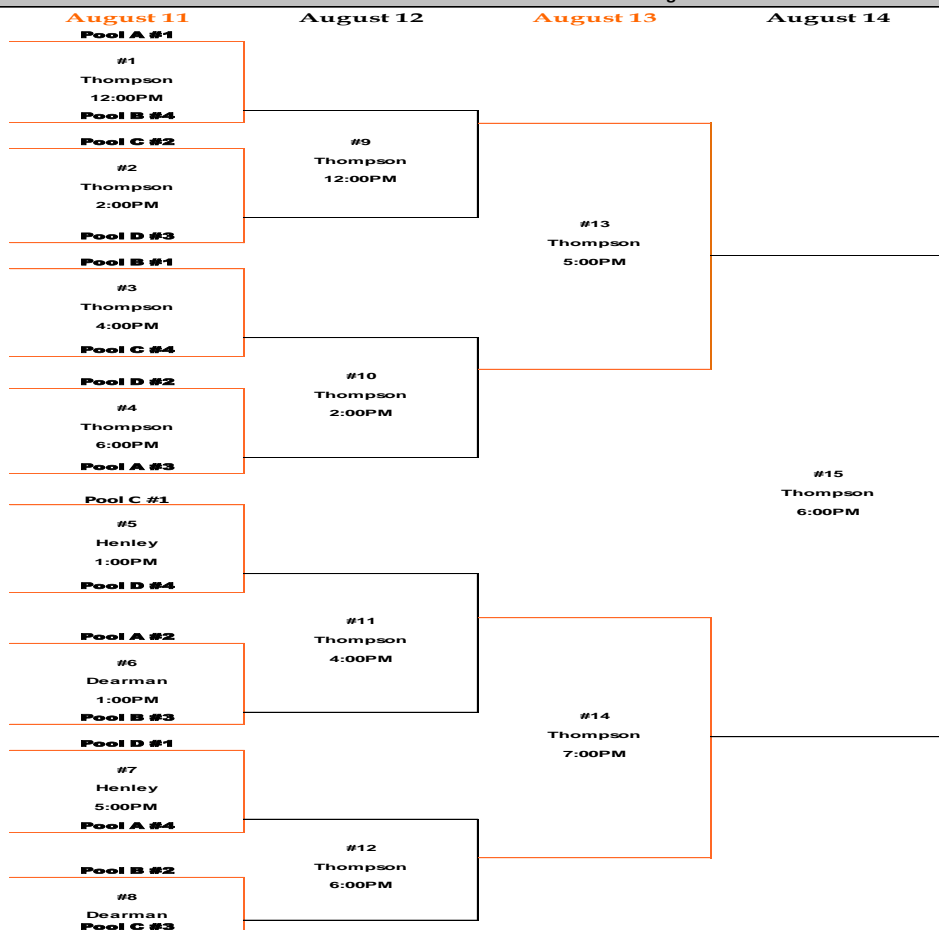 August 11
August 12
August 13
August 14
Pool A #1
#1
Thompson
12:00PM
Pool B #4
Pool C #2
#2
Thompson
2:00PM
Pool D #3
Pool B #1
#3
Thompson
4:00PM
Pool C #4
Pool D #2
#4
Thompson
6:00PM
Pool A #3
Pool C #1
#5
Henley
1:00PM
Pool D #4
Pool A #2
#6
Dearman
1:00PM
Pool B #3
Pool D #1
#7
Henley
5:00PM
Pool A #4
Pool B #2
#8
Dearman
Pool C #3
#9
Thompson
12:00PM
#10
Thompson
2:00PM
#11
Thompson
4:00PM
#12
Thompson
6:00PM
#13
Thompson
5:00PM
#14
Thompson
7:00PM
#15
Thompson
6:00PM